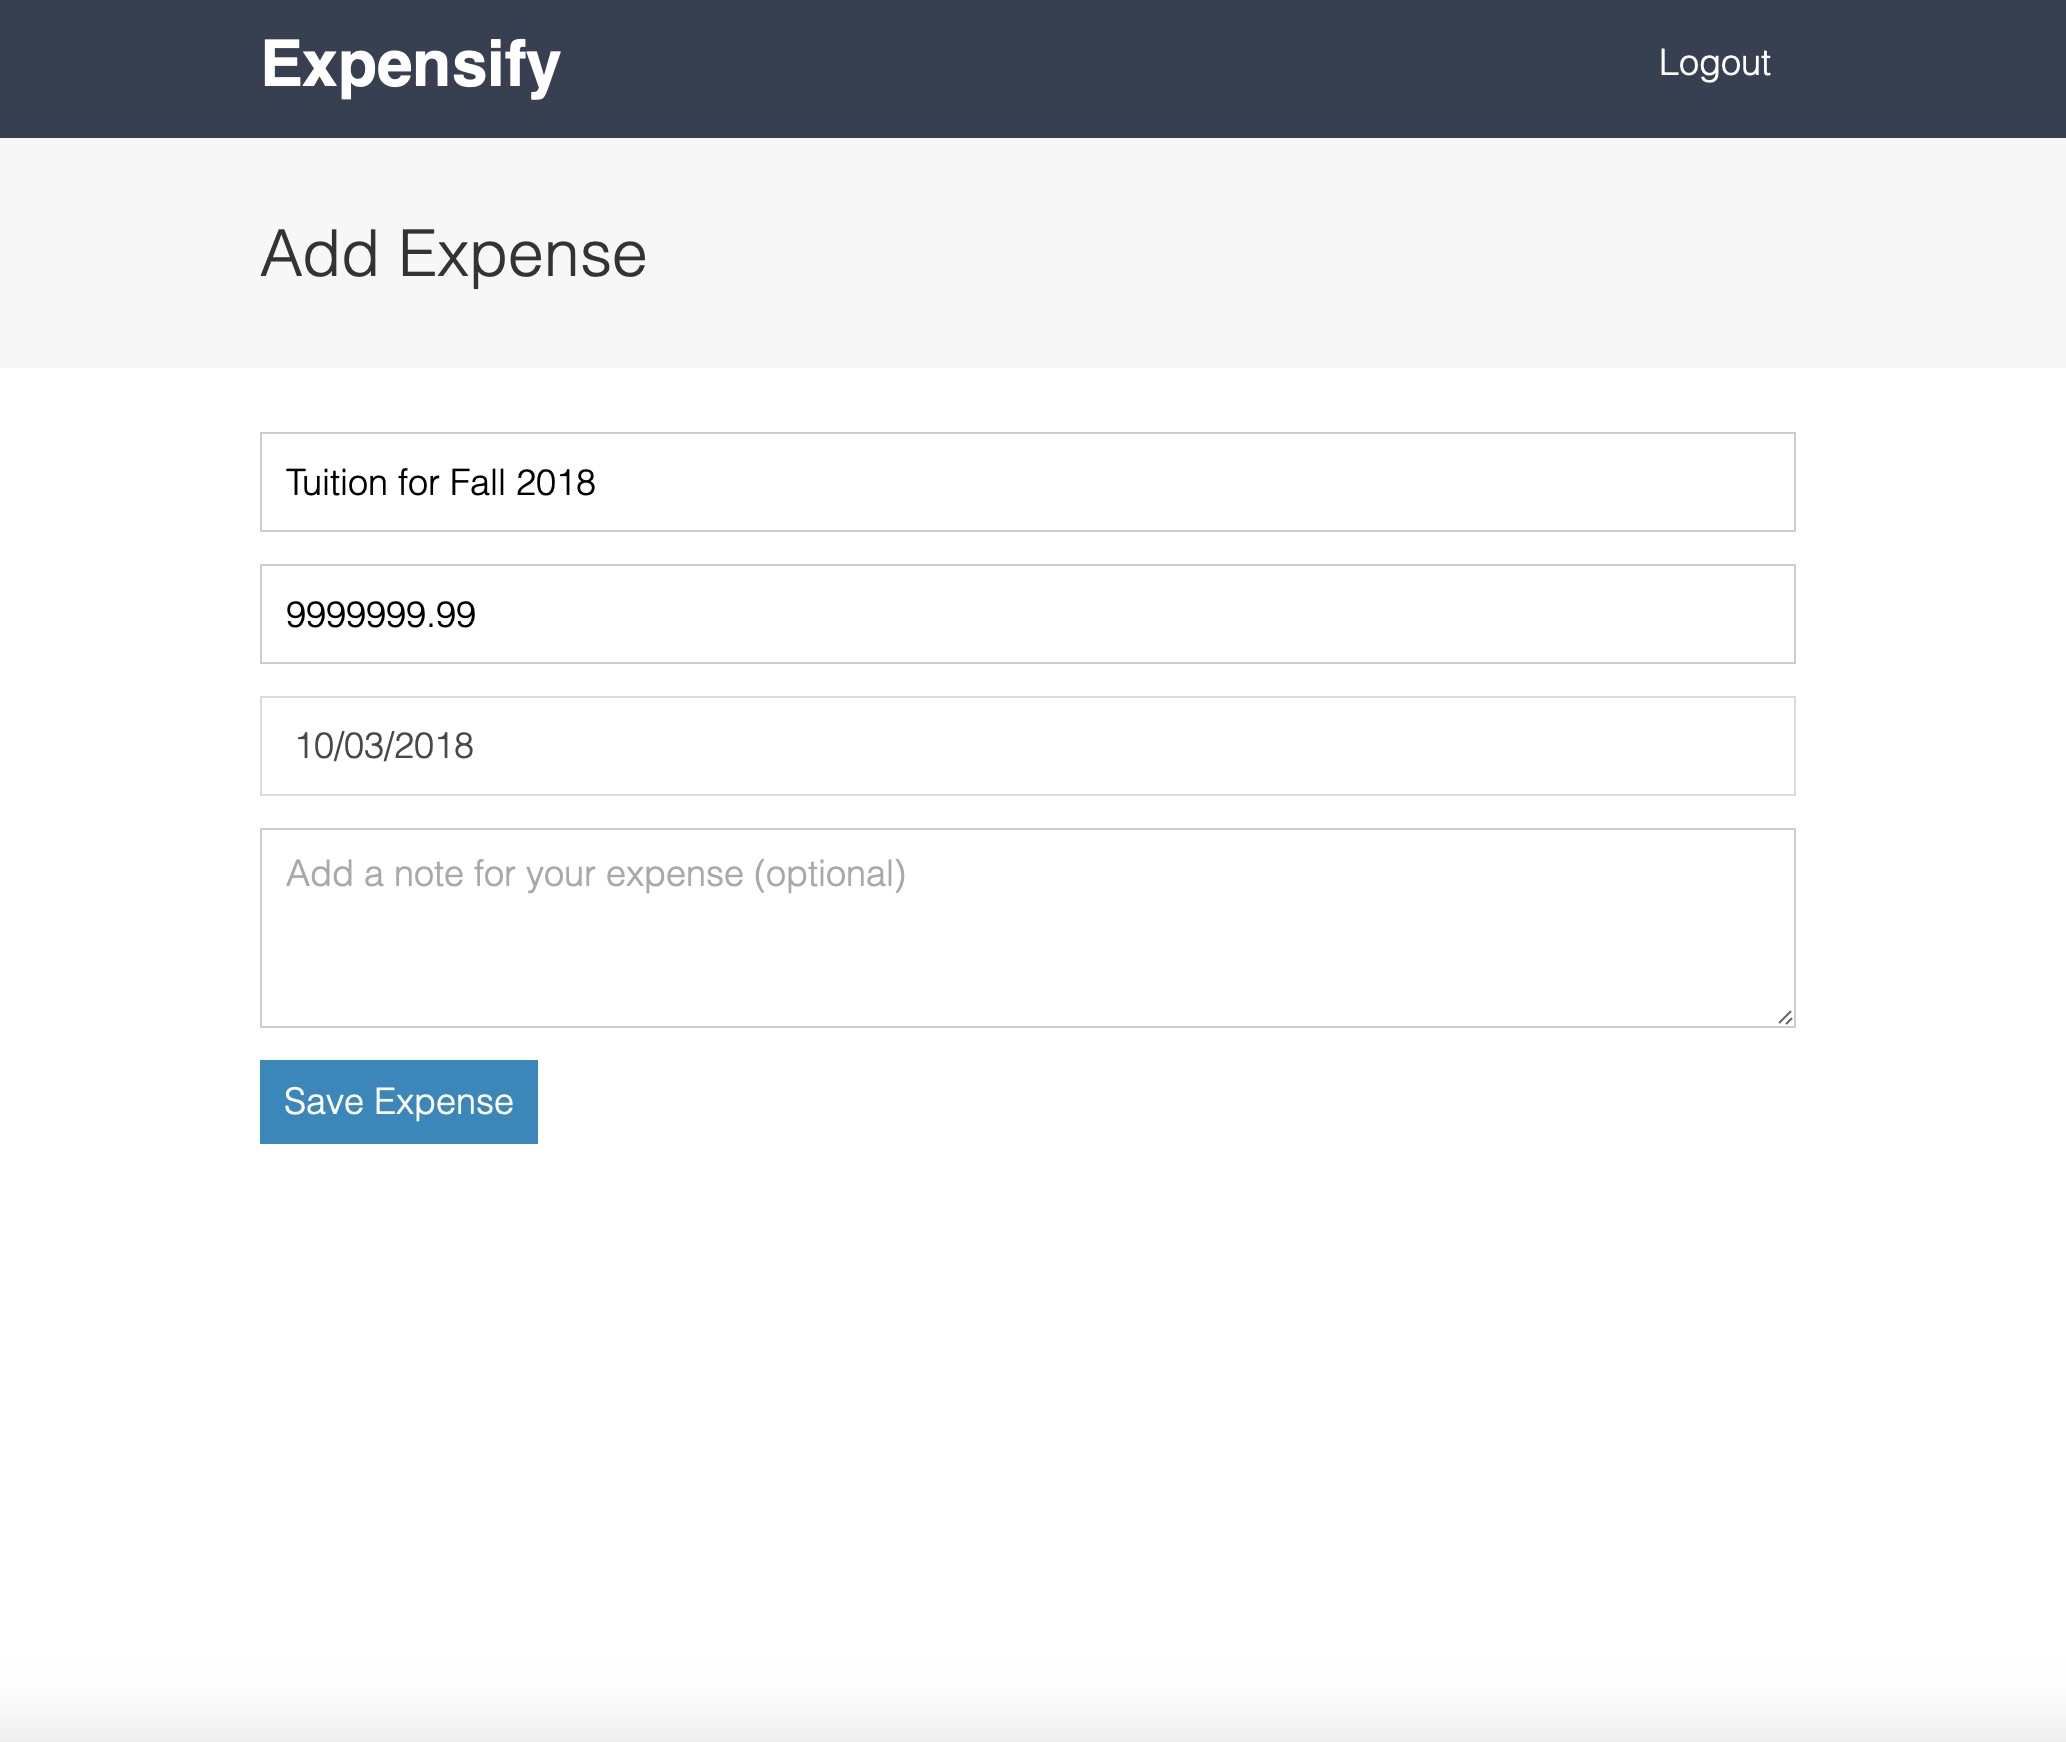 Expensify
Logout
Add Expense
Tuition for Fall 2018
9999999.99
10/03/2018
Add a note for your expense (optional)
Save Expense